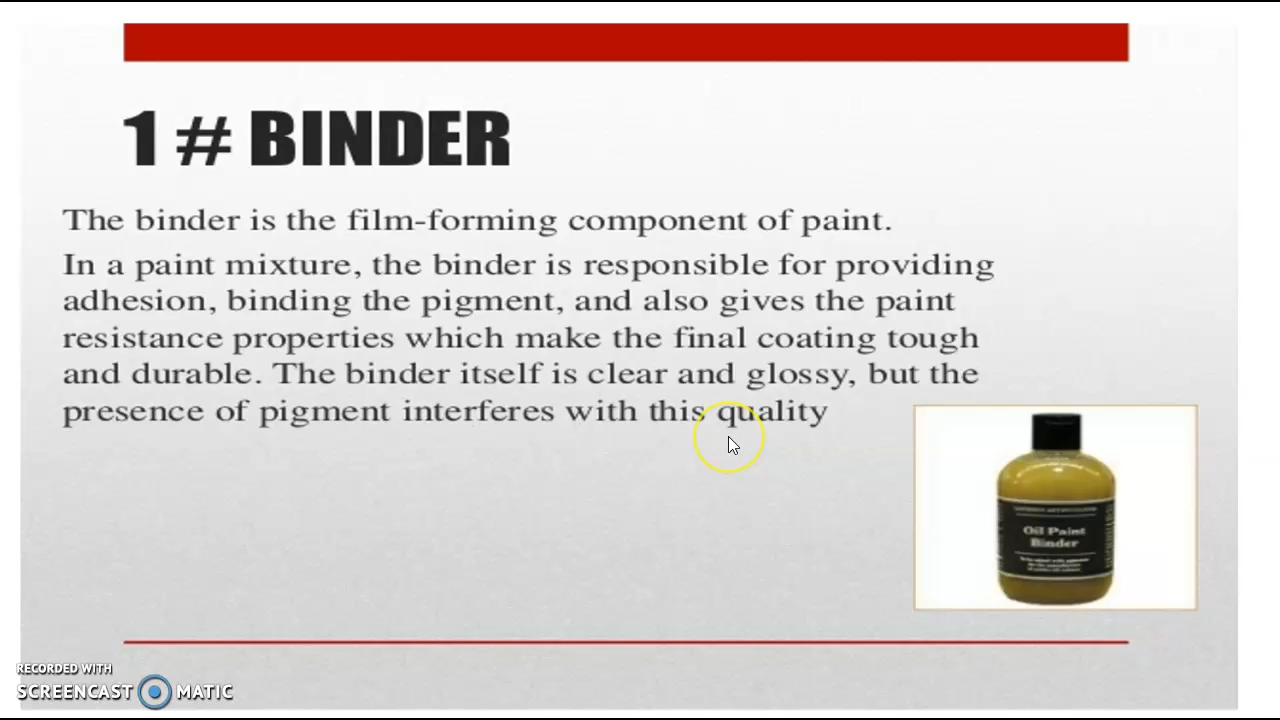 1 # BINDER
The binder is the film-forming component of paint.
In a paint mixture, the binder is responsible for providing
adhesion, binding the pigment, and also gives the paint
resistance properties which make the final coating tough
and durable. The binder itself is clear and glossy, but the
presence of pigment interferes with this quality
Oil Paint
Binder
RECORDED WITH
SCREENCAST MATIC